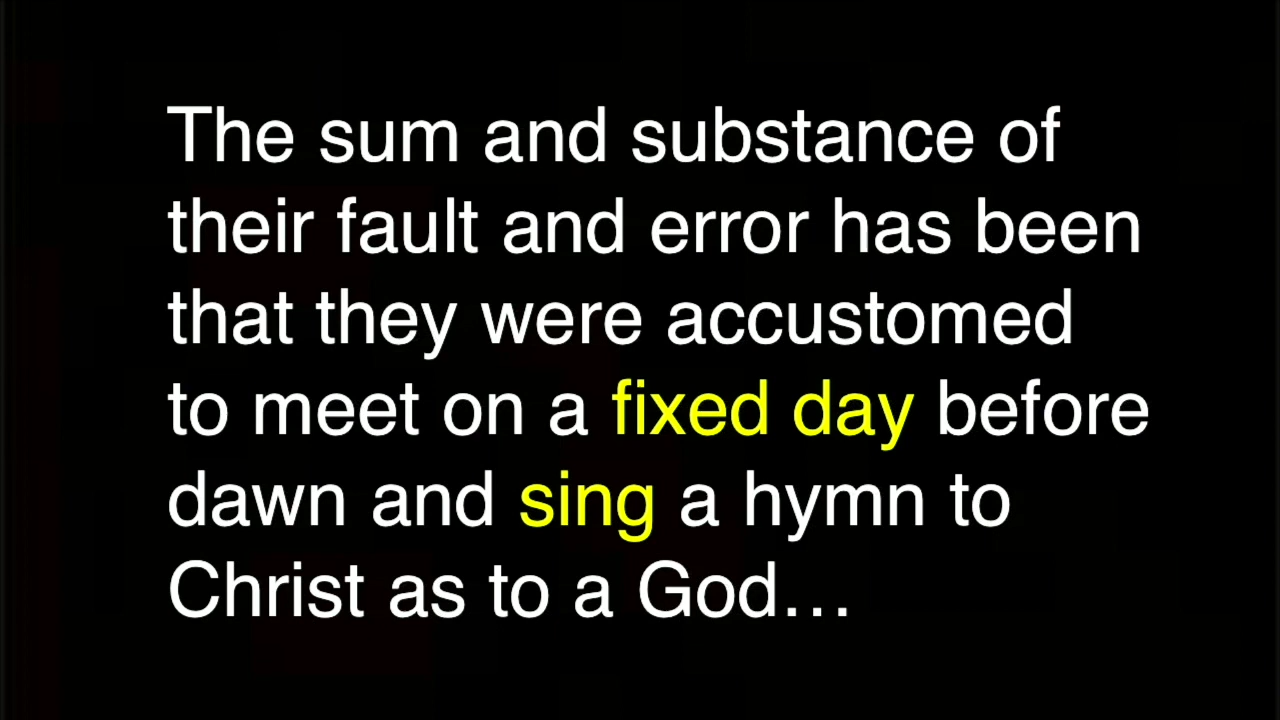 The sum and substance of
their fault and error has been
that they were accustomed
to meet on a fixed day before
dawn and sing a hymn to
Christ as to a God…